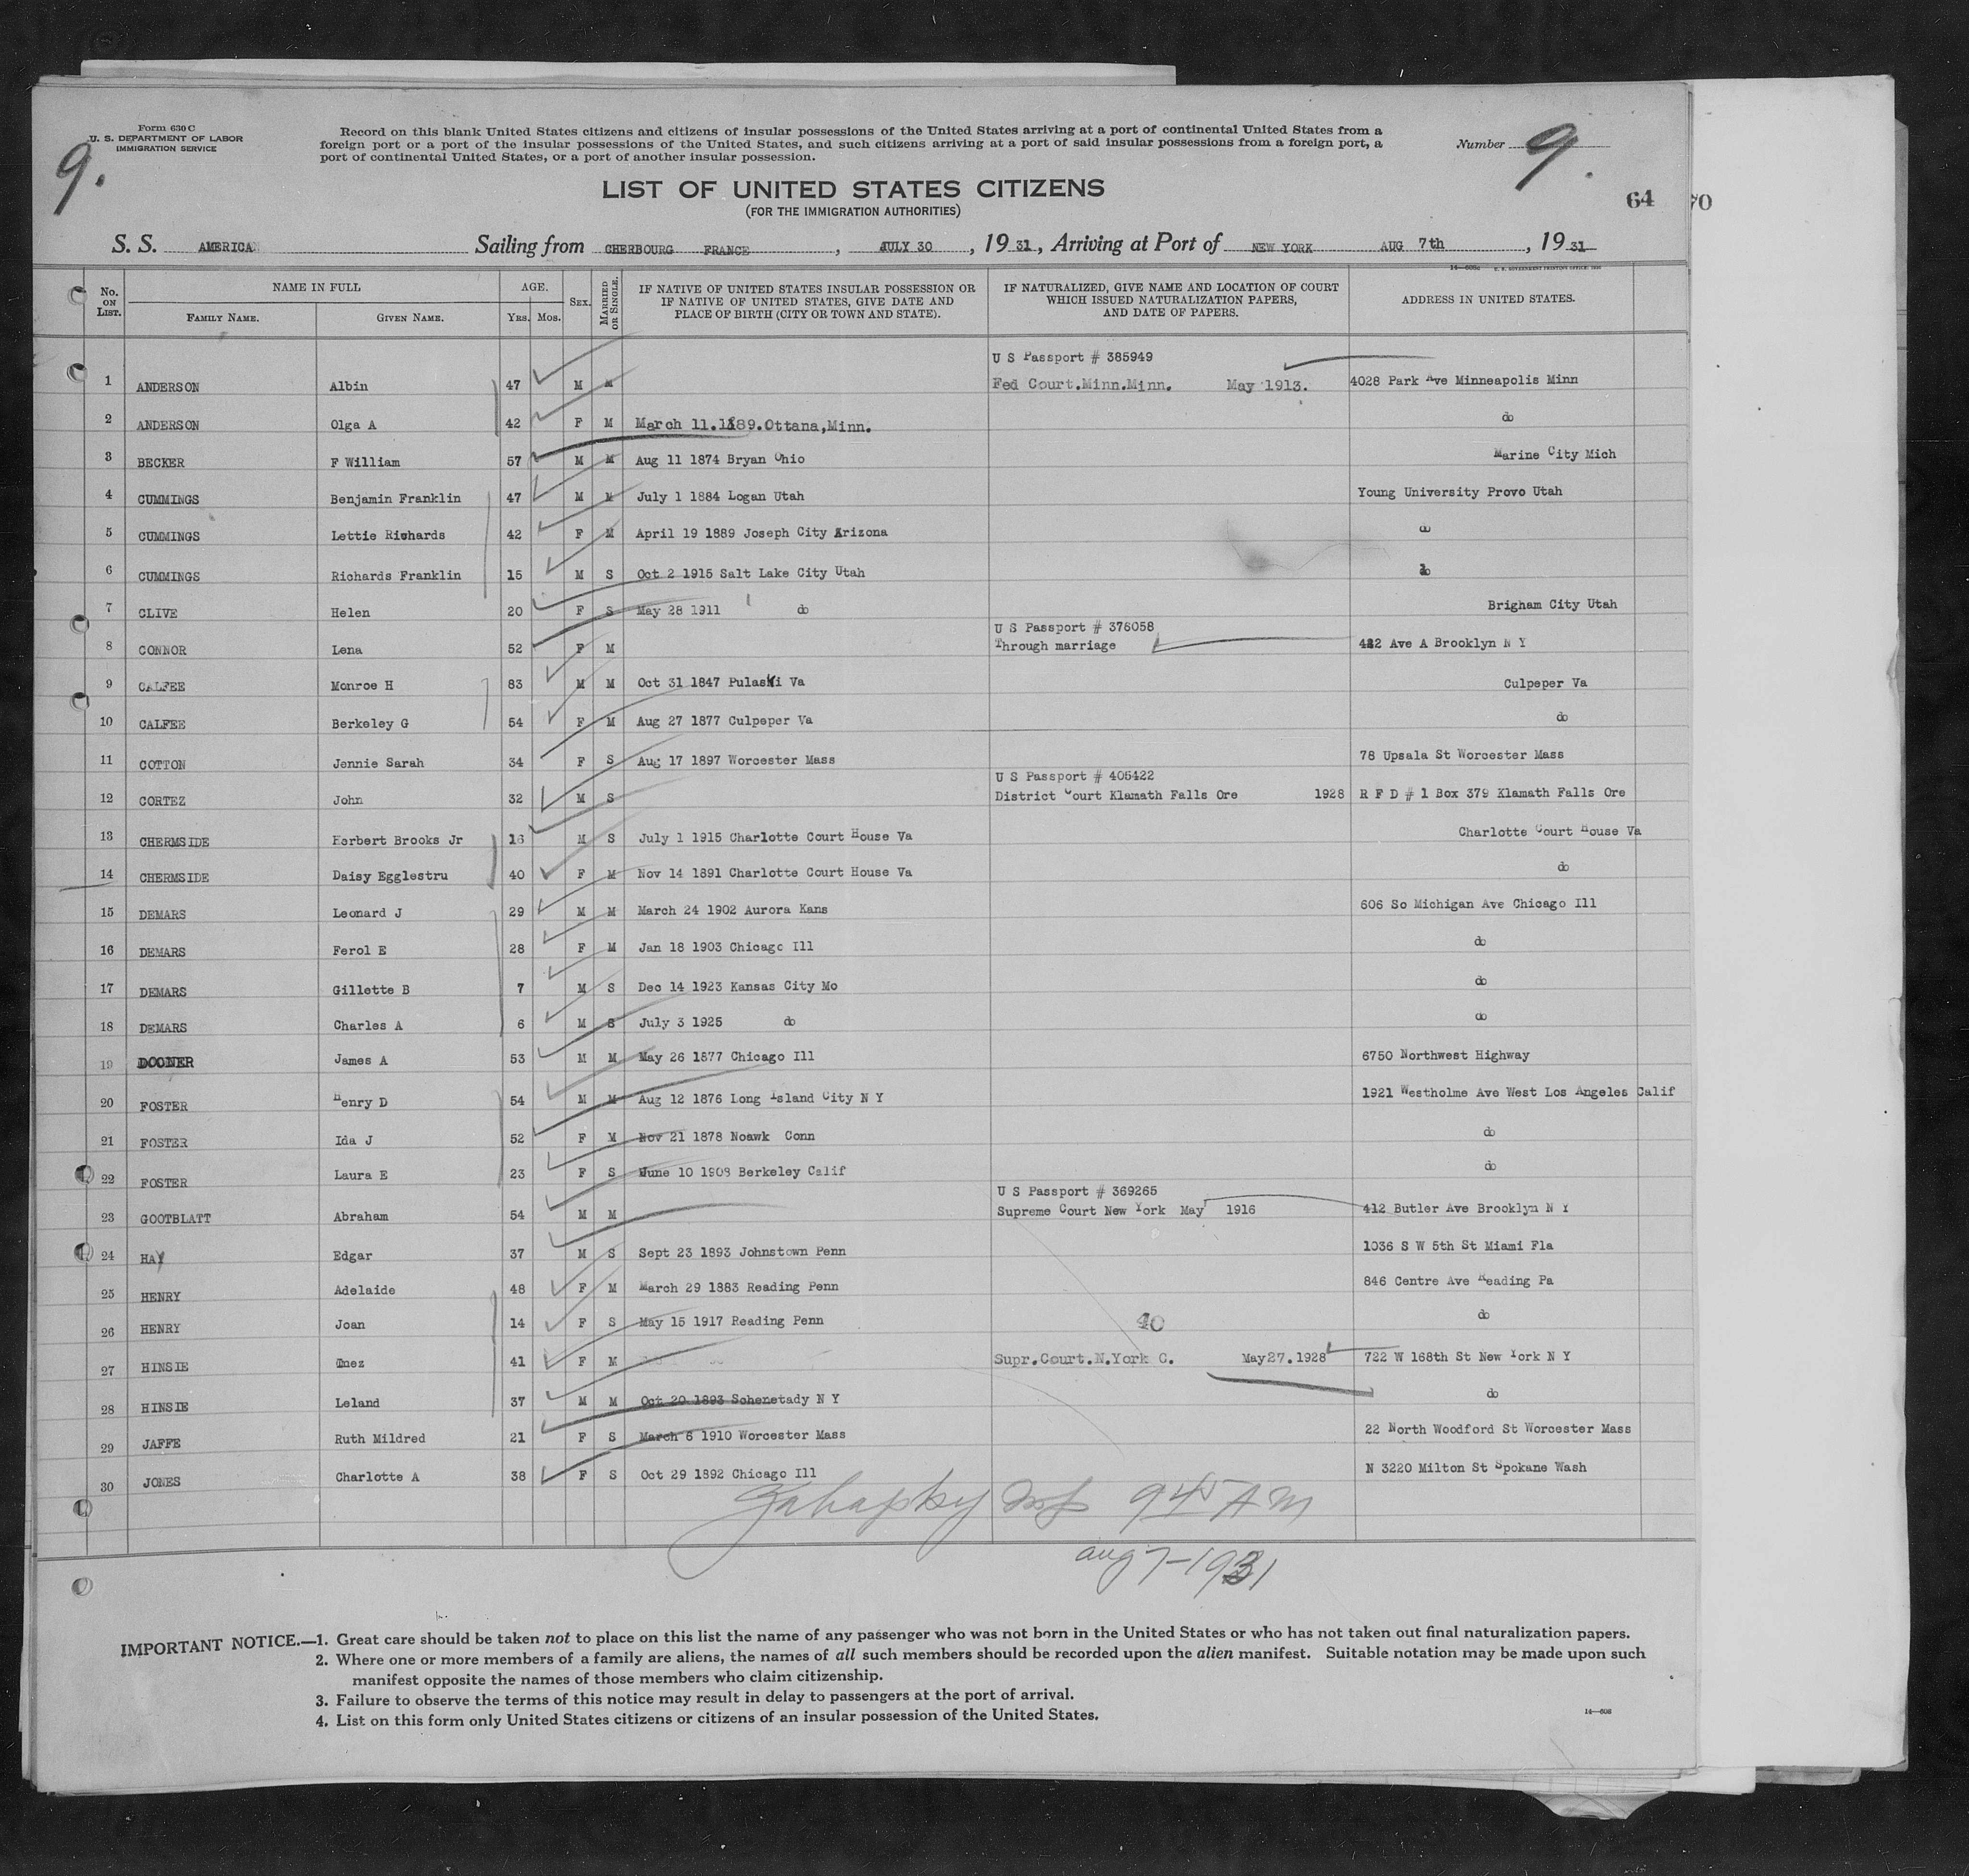 Form 630 C
U. S. DEPARTMENT OF LABOR
IMMIGRATION SERVICE
9.
Record on this blank United States citizens and citizens of insular possessions of the United States arriving at a port of continental United States from a
foreign port or a port of the insular possessions of the United States, and such citizens arriving at a port of said insular possessions from a foreign port, a
port of continental United States, or a port of another insular possession.
Number 9.
LIST OF UNITED STATES CITIZENS
(FOR THE IMMIGRATION AUTHORITIES)
64
70
S. S. AMERICA Sailing from CHERBOURG FRANCE, JULY 30, 1931, Arriving at Port of NEW YORK AUG 7th, 1931
No. ON LIST. NAME IN FULL AGE. SEX. MARRIED OR SINGLE. IF NATIVE OF UNITED STATES INSULAR POSSESSION OR IF NATIVE OF UNITED STATES, GIVE DATE AND PLACE OF BIRTH (CITY OR TOWN AND STATE). IF NATURALIZED, GIVE NAME AND LOCATION OF COURT WHICH ISSUED NATURALIZATION PAPERS, AND DATE OF PAPERS. ADDRESS IN UNITED STATES.
FAMILY NAME. GIVEN NAME. YRS. MOS.
U S Passport # 385949
1 ANDERSON Albin 47 M M Fed Court.Minn.Minn. May 1913. 4028 Park Ave Minneapolis Minn
2 ANDERSON Olga A 42 F M March 11.1889.Ottana,Minn. do
3 BECKER F William 57 M M Aug 11 1874 Bryan Ohio Marine City Mich
4 CUMMINGS Benjamin Franklin 47 M M July 1 1884 Logan Utah Young University Provo Utah
5 CUMMINGS Lettie Richards 42 F M April 19 1889 Joseph City Arizona do
6 CUMMINGS Richards Franklin 15 M S Oct 2 1915 Salt Lake City Utah do
7 CLIVE Helen 20 F S May 28 1911 do Brigham City Utah
U S Passport # 376058
8 CONNOR Lena 52 F M Through marriage 442 Ave A Brooklyn N Y
9 CALFEE Monroe H 83 M M Oct 31 1847 Pulaski Va Culpeper Va
10 CALFEE Berkeley G 54 F M Aug 27 1877 Culpeper Va do
11 COTTON Jennie Sarah 34 F S Aug 17 1897 Worcester Mass 78 Upsala St Worcester Mass
U S Passport # 405422
12 CORTEZ John 32 M S District Court Klamath Falls Ore 1928 R F D # 1 Box 379 Klamath Falls Ore
13 CHERMSIDE Herbert Brooks Jr 16 M S July 1 1915 Charlotte Court House Va Charlotte Court House Va
14 CHERMSIDE Daisy Egglestru 40 F M Nov 14 1891 Charlotte Court House Va do
15 DEMARS Leonard J 29 M M March 24 1902 Aurora Kans 606 So Michigan Ave Chicago Ill
16 DEMARS Ferol E 28 F M Jan 18 1903 Chicago Ill do
17 DEMARS Gillette B 7 M S Dec 14 1923 Kansas City Mo do
18 DEMARS Charles A 6 M S July 3 1925 do do
19 DOONER James A 53 M M May 26 1877 Chicago Ill 6750 Northwest Highway
20 FOSTER Henry D 54 M M Aug 12 1876 Long Island City N Y 1921 Westholme Ave West Los Angeles Calif
21 FOSTER Ida J 52 F M Nov 21 1878 Noawk Conn do
22 FOSTER Laura E 23 F S June 10 1908 Berkeley Calif do
U S Passport # 369265
23 GOOTBLATT Abraham 54 M M Supreme Court New York May 1916 412 Butler Ave Brooklyn N Y
24 HAY Edgar 37 M S Sept 23 1893 Johnstown Penn 1036 S W 5th St Miami Fla
25 HENRY Adelaide 48 F M March 29 1883 Reading Penn 846 Centre Ave Reading Pa
26 HENRY Joan 14 F S May 15 1917 Reading Penn 40 do
27 HINSIE Inez 41 F M Supr.Court.N.York C. May 27.1928 722 W 168th St New York N Y
28 HINSIE Leland 37 M M Oct 20 1893 Schenetady N Y do
29 JAFFE Ruth Mildred 21 F S March 6 1910 Worcester Mass 22 North Woodford St Worcester Mass
30 JONES Charlotte A 38 F S Oct 29 1892 Chicago Ill N 3220 Milton St Spokane Wash
Insp 945 AM
Aug 7-1931
IMPORTANT NOTICE.—1. Great care should be taken not to place on this list the name of any passenger who was not born in the United States or who has not taken out final naturalization papers.
2. Where one or more members of a family are aliens, the names of all such members should be recorded upon the alien manifest. Suitable notation may be made upon such
manifest opposite the names of those members who claim citizenship.
3. Failure to observe the terms of this notice may result in delay to passengers at the port of arrival.
4. List on this form only United States citizens or citizens of an insular possession of the United States.
14—608